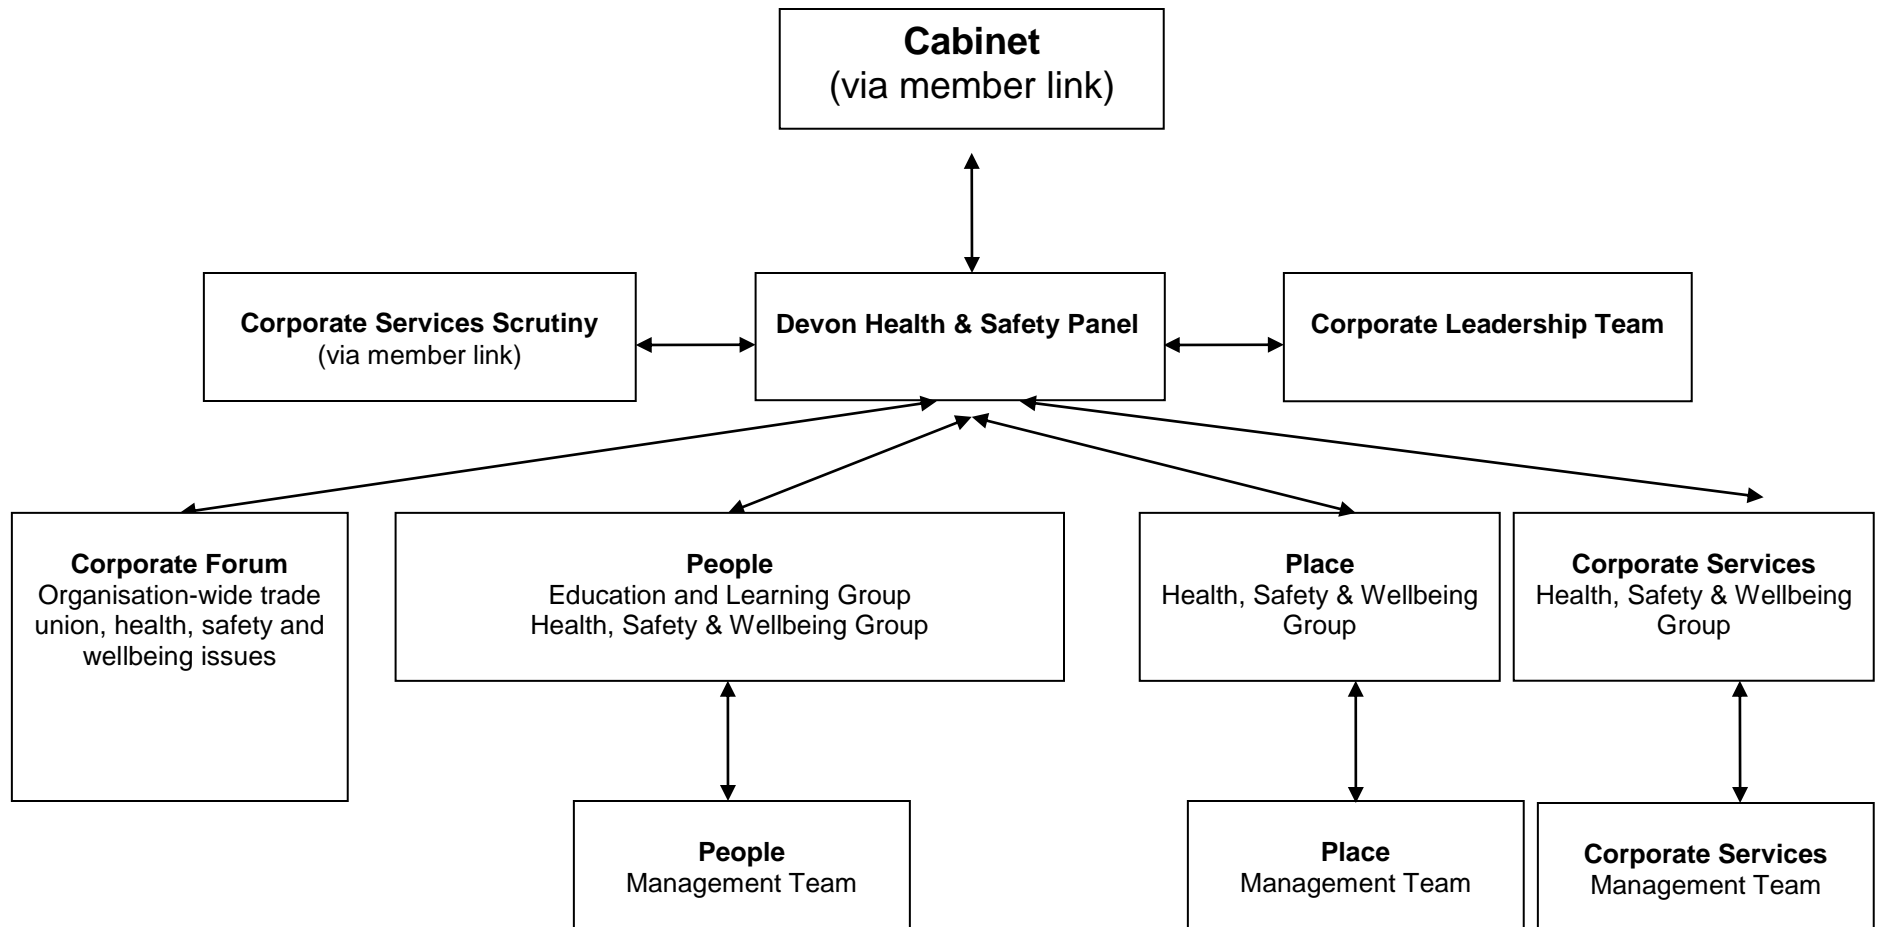 Cabinet
(via member link)
Corporate Services Scrutiny
(via member link)
Devon Health & Safety Panel
Corporate Leadership Team
Corporate Forum
Organisation-wide trade
union, health, safety and
wellbeing issues
People
Education and Learning Group
Health, Safety & Wellbeing Group
Place
Health, Safety & Wellbeing
Group
Corporate Services
Health, Safety & Wellbeing
Group
People
Management Team
Place
Management Team
Corporate Services
Management Team